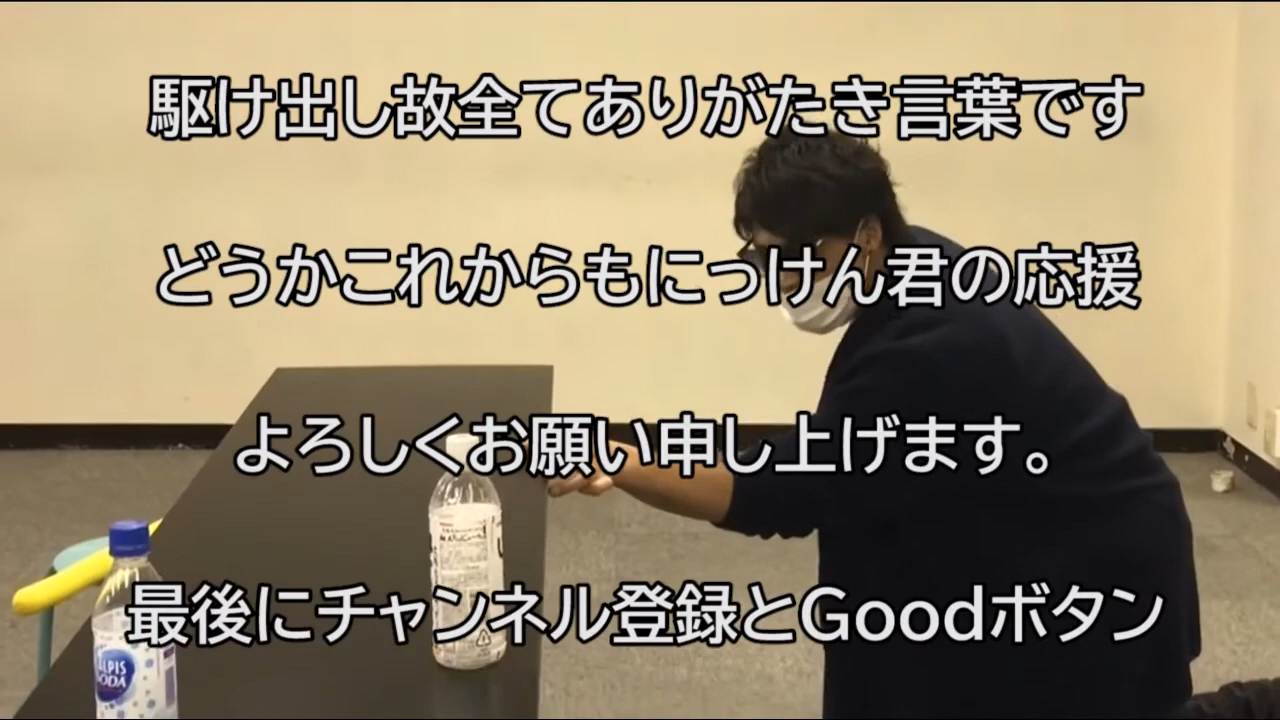 駆け出し故全てありがたき言葉です
どうかこれからもにっけん君の応援
よろしくお願い申し上げます。
最後にチャンネル登録とGoodボタン
ALPIS
SODA